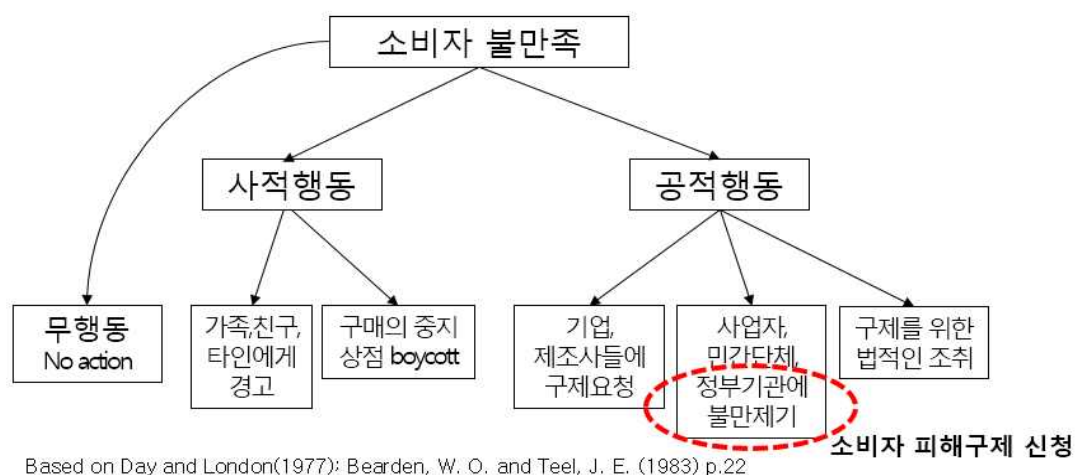 소비자 불만족
사적행동
공적행동
무행동
No action
가족,친구,
타인에게
경고
구매의 중지
상점 boycott
기업,
제조사들에
구제요청
사업자,
민간단체,
정부기관에
불만제기
구제를 위한
법적인 조취
소비자 피해구제 신청
Based on Day and London(1977); Bearden, W. O. and Teel, J. E. (1983) p.22